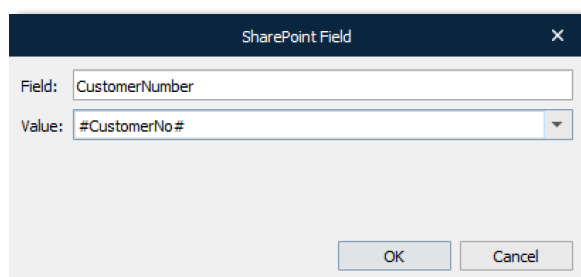 SharePoint Field
Field: CustomerNumber
Value: #CustomerNo#
OK Cancel